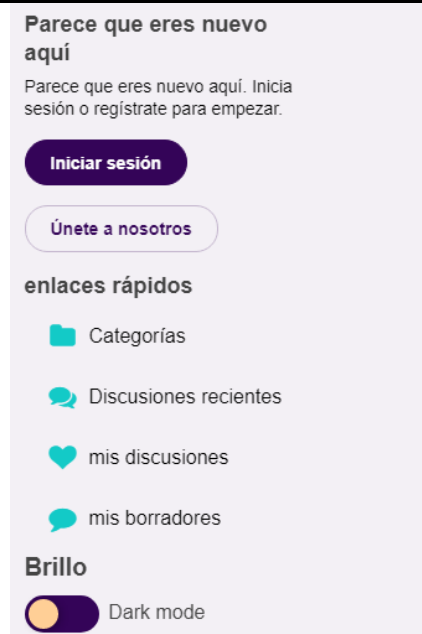 Parece que eres nuevo
aquí
Parece que eres nuevo aquí. Inicia
sesión o regístrate para empezar.
Iniciar sesión
Únete a nosotros
enlaces rápidos
Categorías
Discusiones recientes
mis discusiones
mis borradores
Brillo
Dark mode